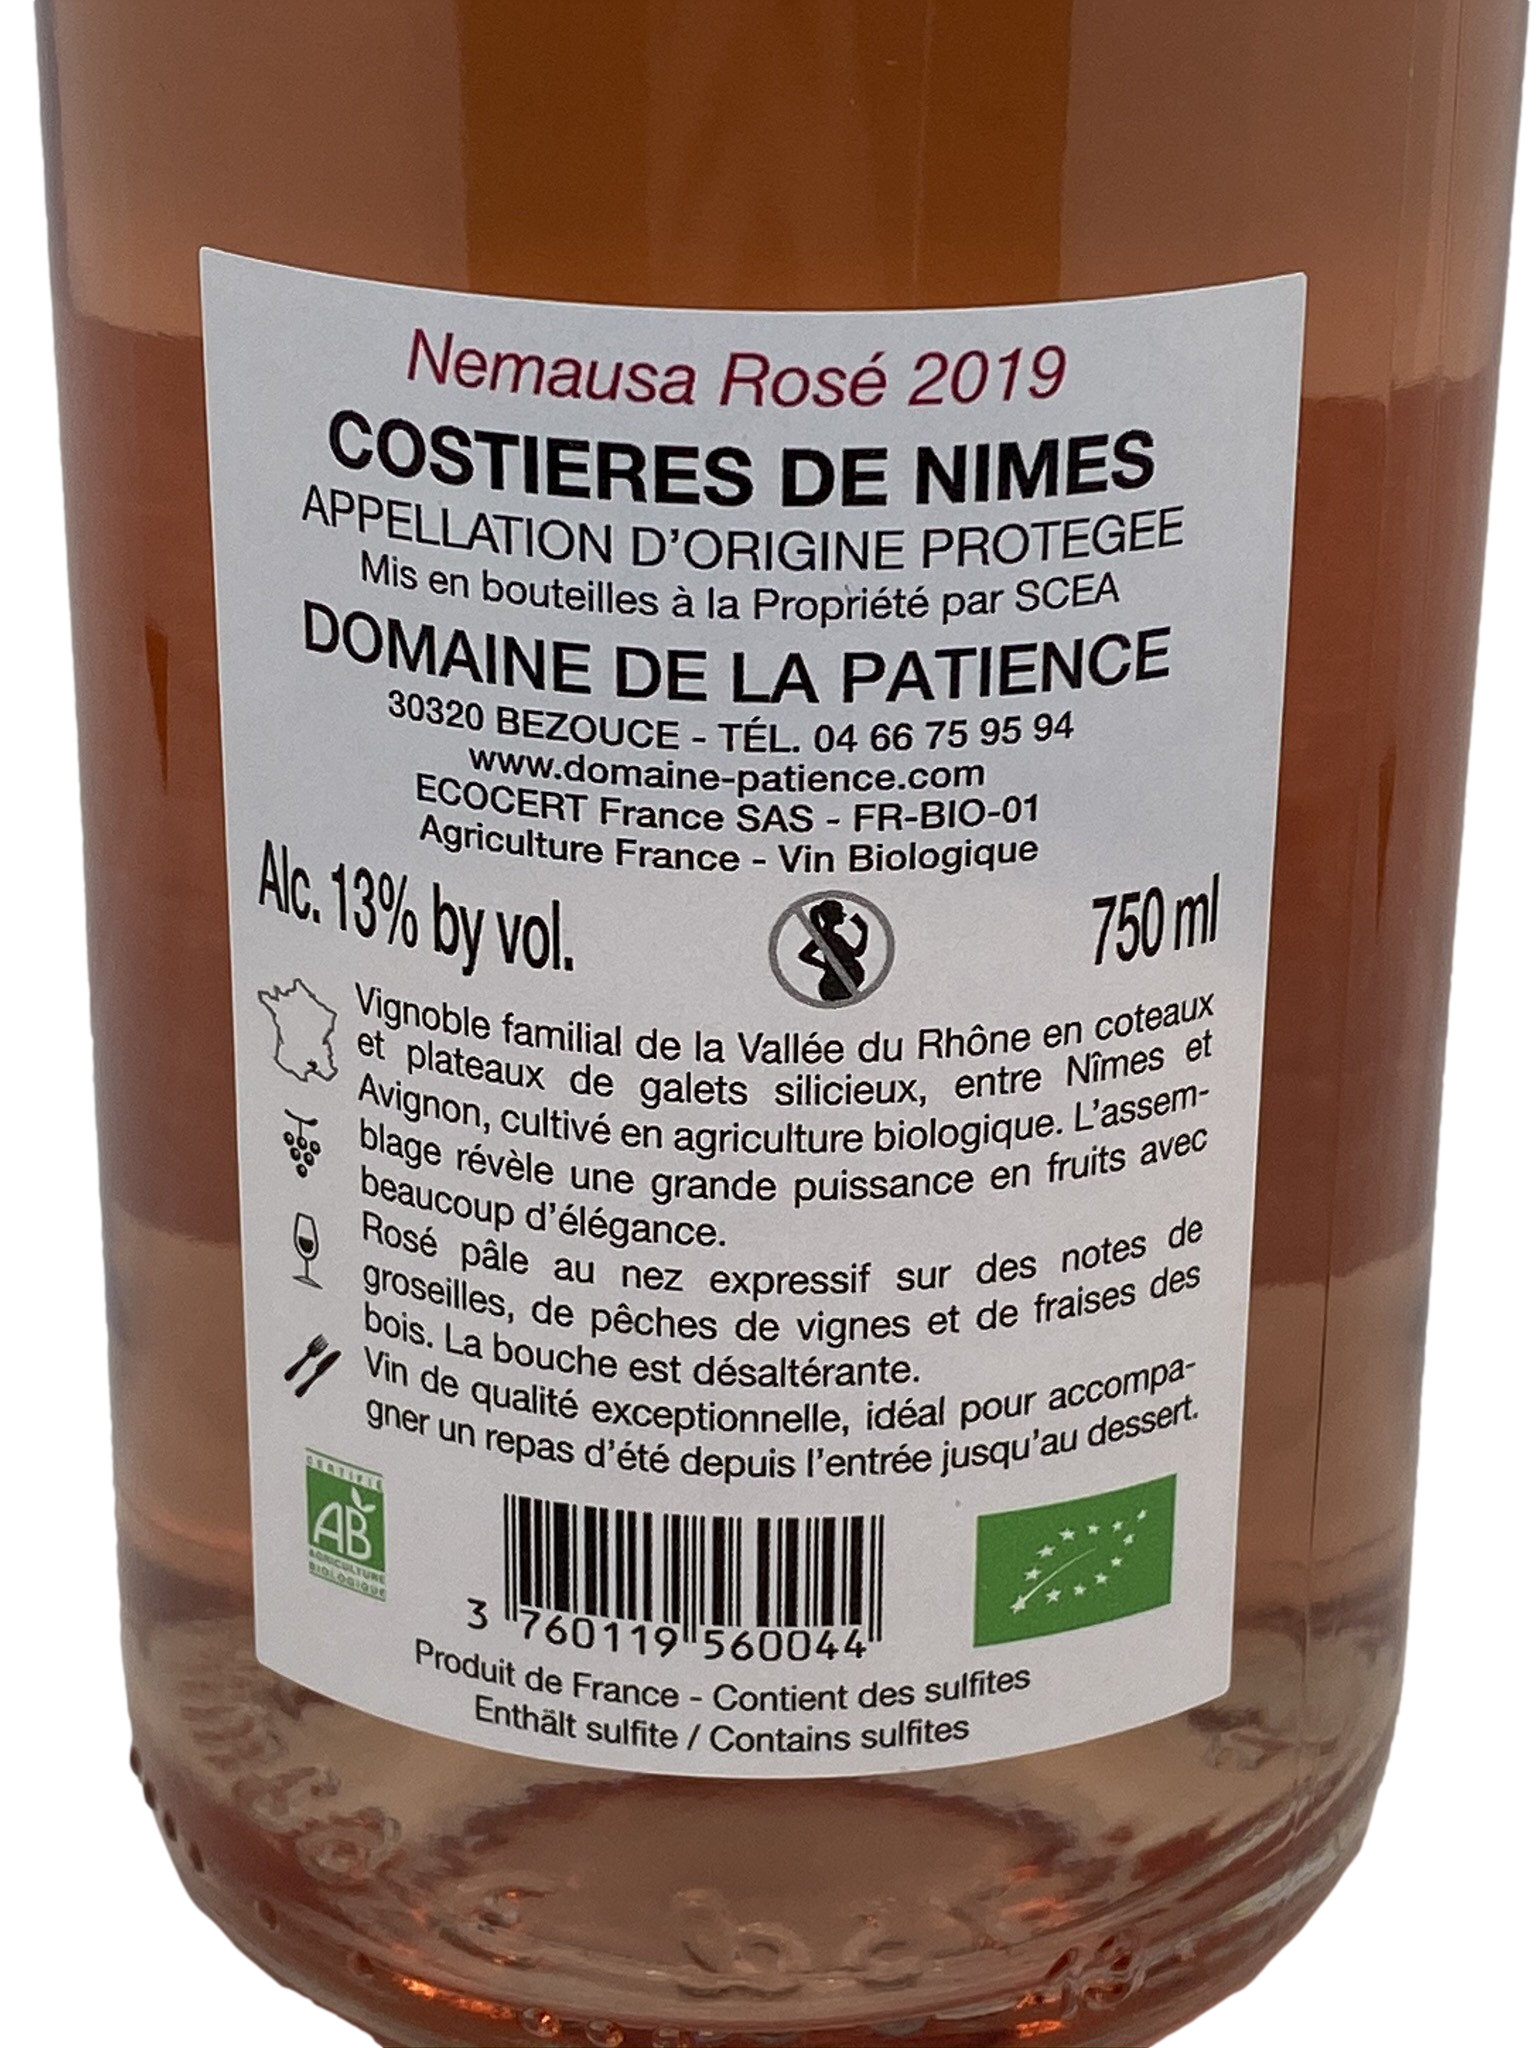 Nemausa Rosé 2019
COSTIERES DE NIMES
APPELLATION D'ORIGINE PROTEGEE
Mis en bouteilles à la Propriété par SCEA
DOMAINE DE LA PATIENCE
30320 BEZOUCE - TÉL. 04 66 75 95 94
www.domaine-patience.com
ECOCERT France SAS - FR-BIO-01
Agriculture France - Vin Biologique
Alc. 13% by vol. 750 ml
Vignoble familial de la Vallée du Rhône en coteaux
et plateaux de galets silicieux, entre Nîmes et
Avignon, cultivé en agriculture biologique. L'assem-
blage révèle une grande puissance en fruits avec
beaucoup d'élégance.
Rosé pâle au nez expressif sur des notes de
groseilles, de pêches de vignes et de fraises des
bois. La bouche est désaltérante.
Vin de qualité exceptionnelle, idéal pour accompa-
gner un repas d'été depuis l'entrée jusqu'au dessert.
CERTIFIÉ
AB
AGRICULTURE
BIOLOGIQUE
3 760119 560044
Produit de France - Contient des sulfites
Enthält sulfite / Contains sulfites